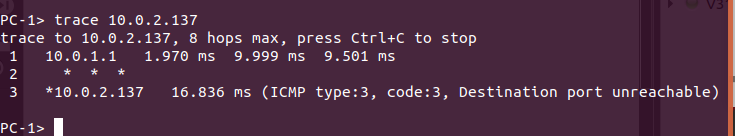 PC-1> trace 10.0.2.137
trace to 10.0.2.137, 8 hops max, press Ctrl+C to stop
1 10.0.1.1 1.970 ms 9.999 ms 9.501 ms
2 * * *
3 *10.0.2.137 16.836 ms (ICMP type:3, code:3, Destination port unreachable)
PC-1>